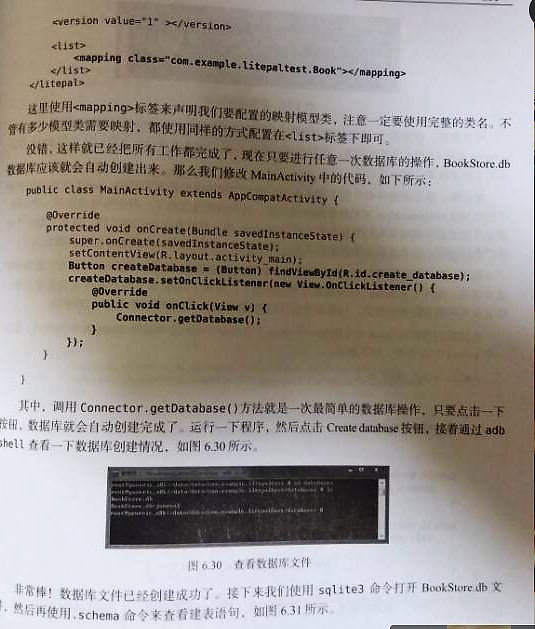 <version value="1" ></version>
<list>
<mapping class="com.example.litepaltest.Book"></mapping>
</list>
</litepal>
这里使用<mapping>标签来声明我们要配置的映射模型类，注意一定要使用完整的类名。不
管有多少模型类需要映射，都使用同样的方式配置在<list>标签下即可。
没错，这样就已经把所有工作都完成了，现在只要进行任意一次数据库的操作，BookStore.db
数据库应该就会自动创建出来。那么我们修改 MainActivity 中的代码，如下所示：
public class MainActivity extends AppCompatActivity {
@Override
protected void onCreate(Bundle savedInstanceState) {
super.onCreate(savedInstanceState);
setContentView(R.layout.activity_main);
Button createDatabase = (Button) findViewById(R.id.create_database);
createDatabase.setOnClickListener(new View.OnClickListener() {
@Override
public void onClick(View v) {
Connector.getDatabase();
}
});
}
}
其中，调用 Connector.getDatabase()方法就是一次最简单的数据库操作，只要点击一下
按钮，数据库就会自动创建完成了。运行一下程序，然后点击 Create database 按钮，接着通过 adb
shell 查看一下数据库创建情况，如图 6.30 所示。
BookStore.db
BookStore.db-journal
图 6.30 查看数据库文件
非常棒！数据库文件已经创建成功了。接下来我们使用 sqlite3 命令打开 BookStore.db 文
，然后再使用.schema 命令来查看建表语句，如图 6.31 所示。